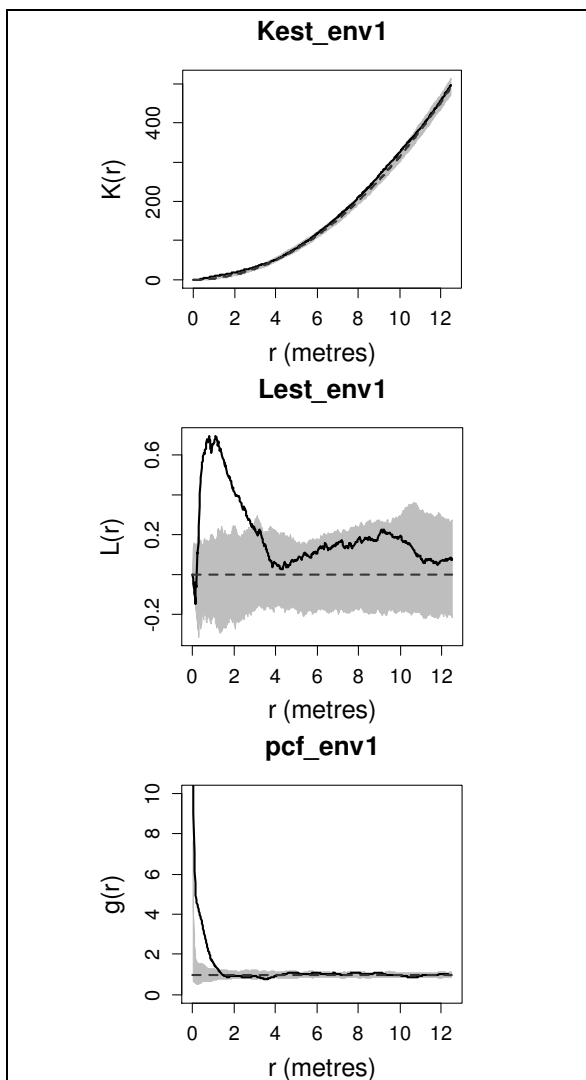 Kest_env1
K(r)
0 200 400
0 2 4 6 8 10 12
r (metres)
Lest_env1
L(r)
-0.2 0.2 0.6
0 2 4 6 8 10 12
r (metres)
pcf_env1
g(r)
0 2 4 6 8 10
0 2 4 6 8 10 12
r (metres)